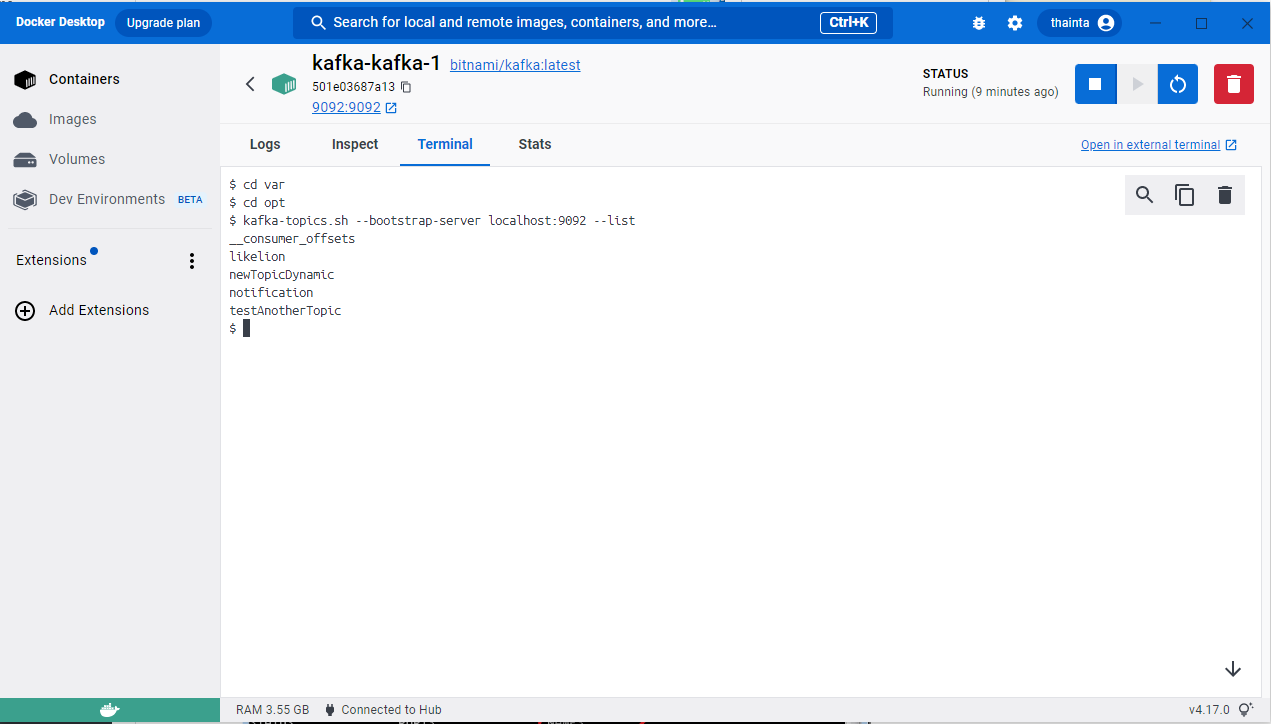 Docker Desktop
Upgrade plan
Search for local and remote images, containers, and more...
Ctrl+K
thainta
Containers
Images
Volumes
Dev Environments BETA
Extensions
Add Extensions
kafka-kafka-1 bitnami/kafka:latest
501e03687a13
9092:9092
STATUS
Running (9 minutes ago)
Logs Inspect Terminal Stats
Open in external terminal
$ cd var
$ cd opt
$ kafka-topics.sh --bootstrap-server localhost:9092 --list
__consumer_offsets
likelion
newTopicDynamic
notification
testAnotherTopic
$
RAM 3.55 GB Connected to Hub
v4.17.0